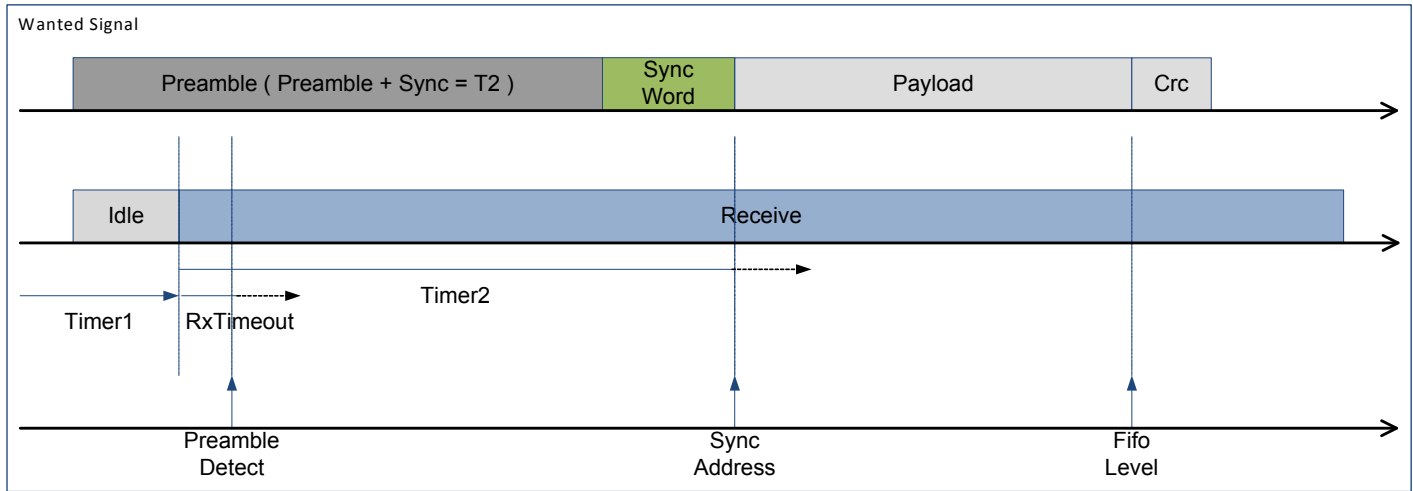 Wanted Signal
Preamble ( Preamble + Sync = T2 )
Sync
Word
Payload
Crc
Idle
Receive
Timer2
Timer1
RxTimeout
Preamble
Detect
Sync
Address
Fifo
Level